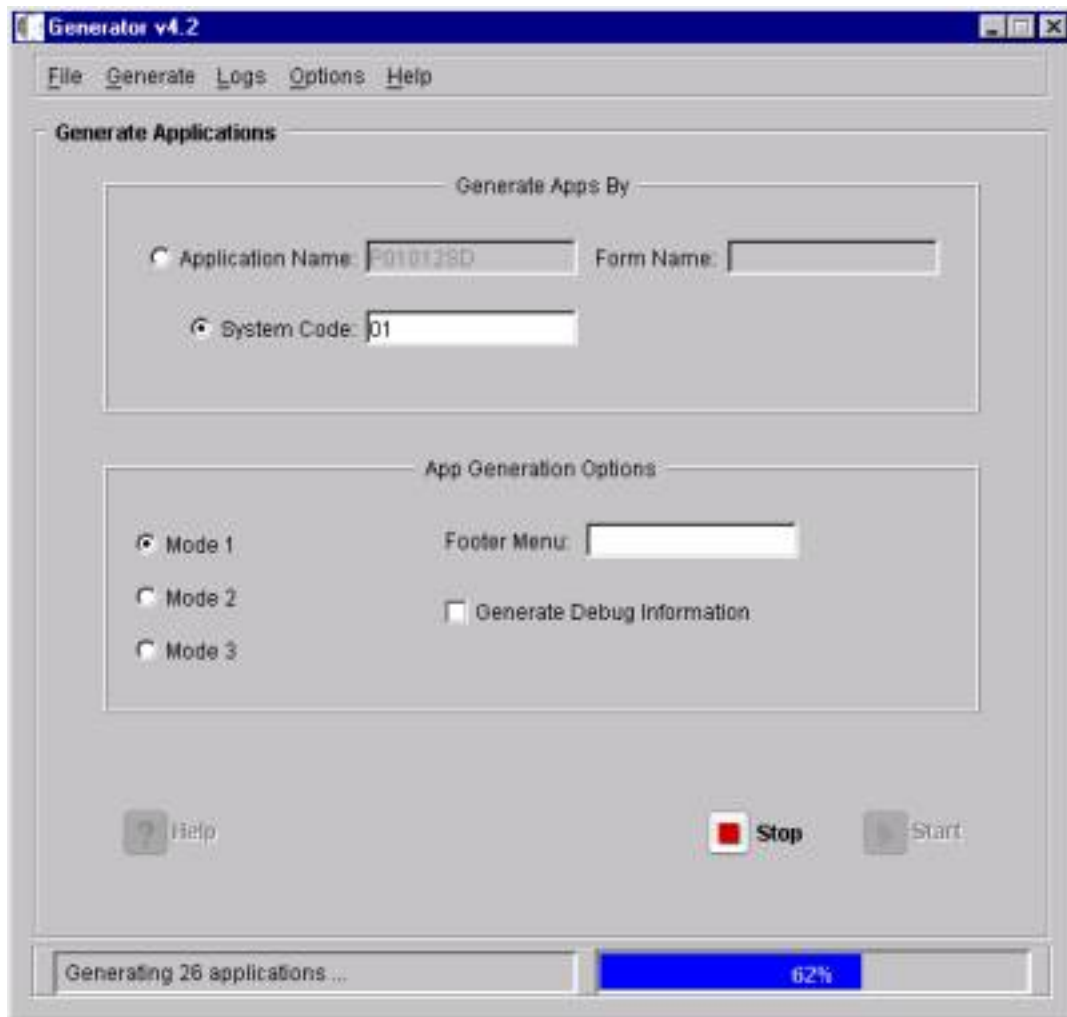 Generator v4.2
File Generate Logs Options Help
Generate Applications
Generate Apps By
Application Name: P010128D Form Name:
System Code: 01
App Generation Options
Mode 1 Footer Menu:
Mode 2 Generate Debug Information
Mode 3
? Help Stop Start
Generating 26 applications ... 62%